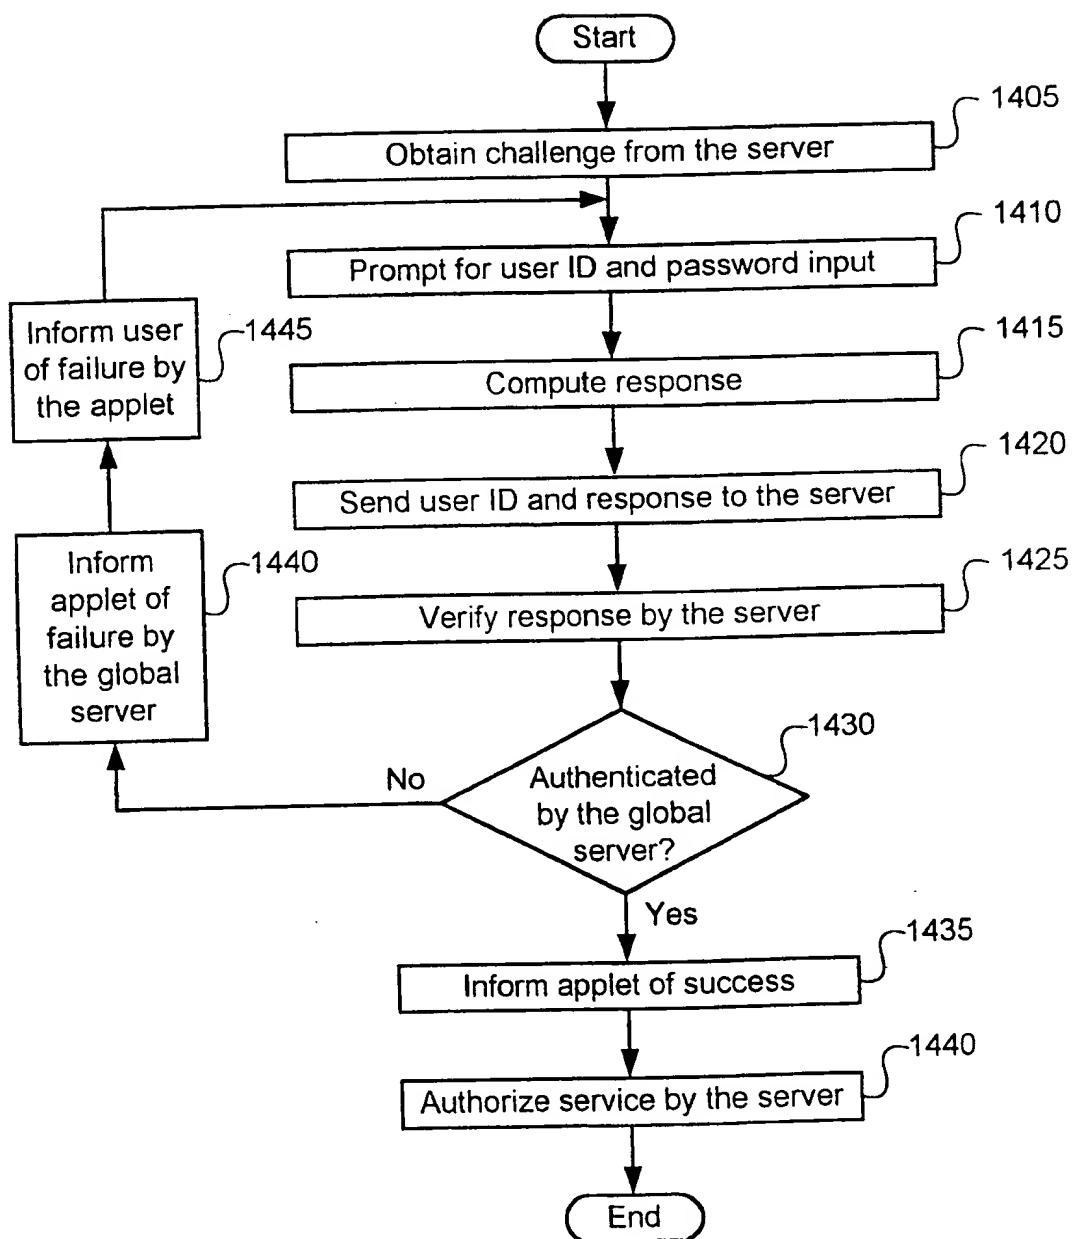 Start
1405
Obtain challenge from the server
1410
Prompt for user ID and password input
1415
Compute response
1420
Send user ID and response to the server
1425
Verify response by the server
1430
Authenticated
by the global
server?
No
Inform
applet of
failure by
the global
server
1440
Inform user
of failure by
the applet
1445
Yes
1435
Inform applet of success
1440
Authorize service by the server
End